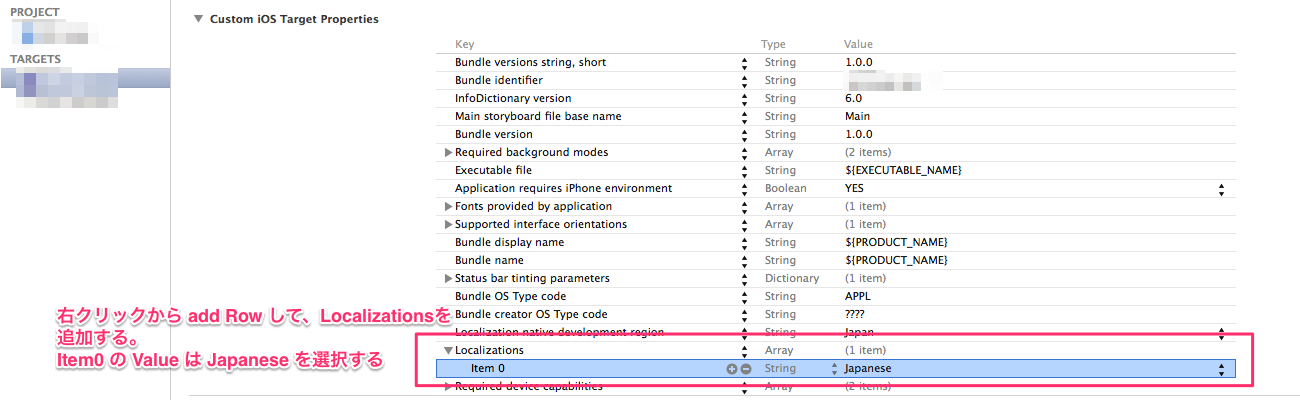 PROJECT
TARGETS
Custom iOS Target Properties
Key Type Value
Bundle versions string, short String 1.0.0
Bundle identifier String
InfoDictionary version String 6.0
Main storyboard file base name String Main
Bundle version String 1.0.0
Required background modes Array (2 items)
Executable file String ${EXECUTABLE_NAME}
Application requires iPhone environment Boolean YES
Fonts provided by application Array (1 item)
Supported interface orientations Array (1 item)
Bundle display name String ${PRODUCT_NAME}
Bundle name String ${PRODUCT_NAME}
Status bar tinting parameters Dictionary (1 item)
Bundle OS Type code String APPL
Bundle creator OS Type code String ????
Localization native development region String Japan
Localizations Array (1 item)
Item 0 String Japanese
Required device capabilities Array (2 items)
右クリックから add Row して、Localizationsを
追加する。
Item0 の Value は Japanese を選択する